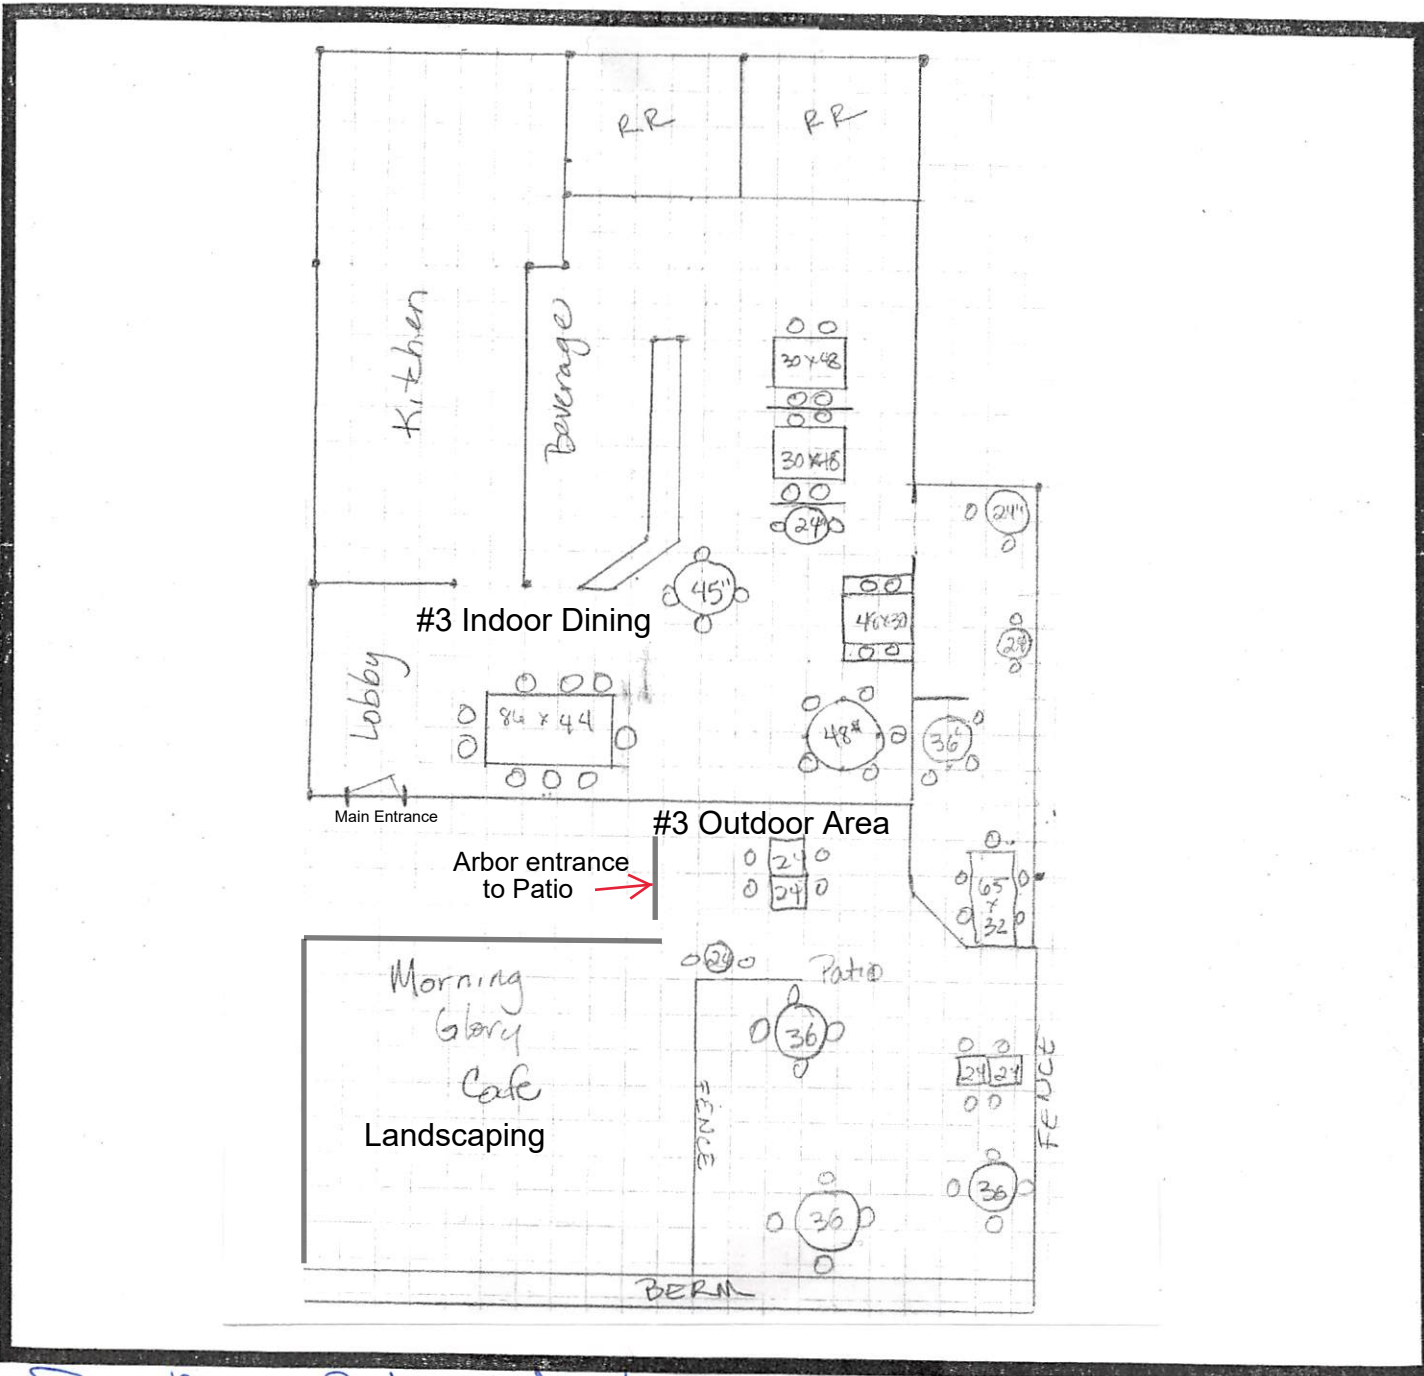 RR
RR
Kitchen
Beverage
30x48
30x48
24"
24"
45"
#3 Indoor Dining
48x30
Lobby
84 x 44
48"
36"
Main Entrance
#3 Outdoor Area
Arbor entrance
to Patio
24
24
65
x
32
24
Patio
Morning
Glory
Cafe
36
24 24
FENCE
FENCE
Landscaping
36
36
BERM